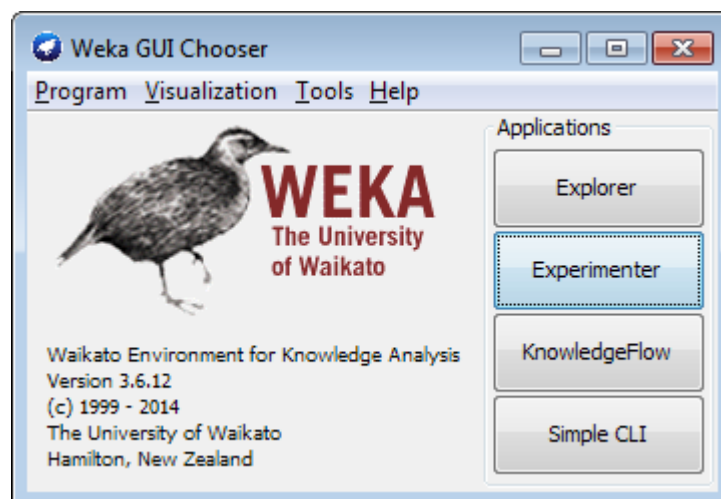 Weka GUI Chooser
Program Visualization Tools Help
WEKA
The University
of Waikato
Waikato Environment for Knowledge Analysis
Version 3.6.12
(c) 1999 - 2014
The University of Waikato
Hamilton, New Zealand
Applications
Explorer
Experimenter
KnowledgeFlow
Simple CLI